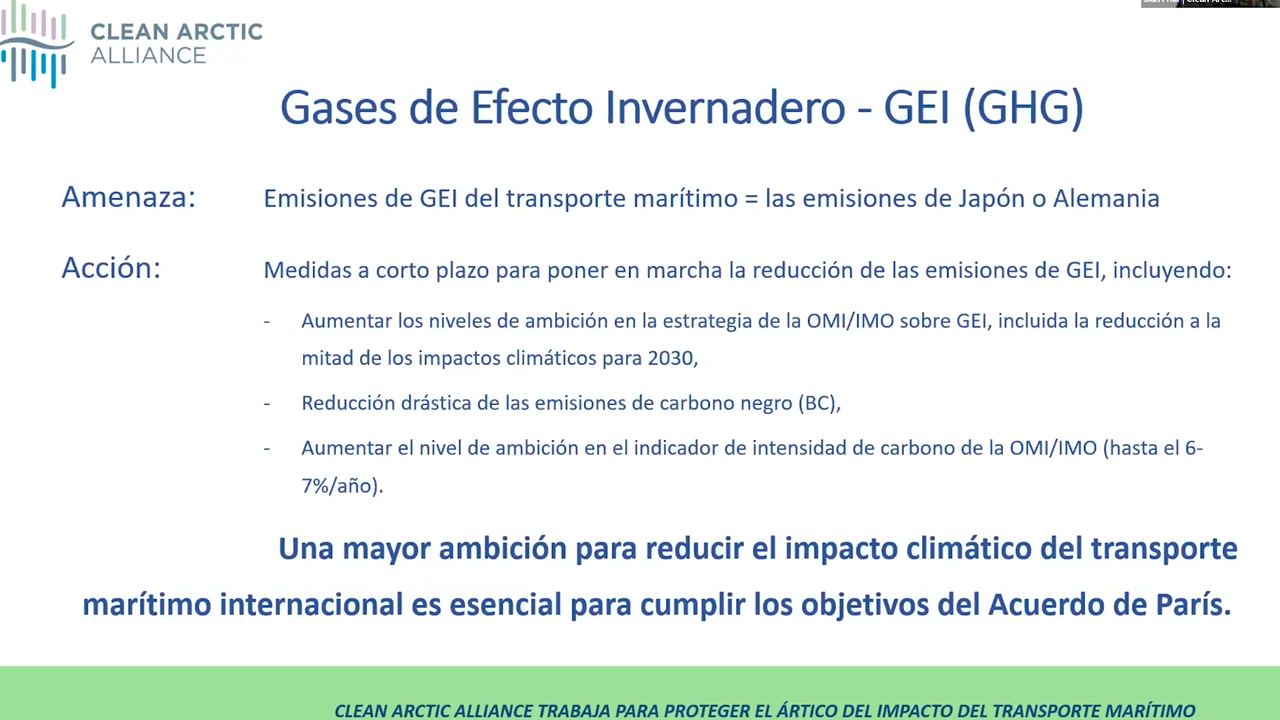 CLEAN ARCTIC
ALLIANCE
Gases de Efecto Invernadero - GEI (GHG)
Amenaza: Emisiones de GEI del transporte marítimo = las emisiones de Japón o Alemania
Acción: Medidas a corto plazo para poner en marcha la reducción de las emisiones de GEI, incluyendo:
- Aumentar los niveles de ambición en la estrategia de la OMI/IMO sobre GEI, incluida la reducción a la
mitad de los impactos climáticos para 2030,
- Reducción drástica de las emisiones de carbono negro (BC),
- Aumentar el nivel de ambición en el indicador de intensidad de carbono de la OMI/IMO (hasta el 6-
7%/año).
Una mayor ambición para reducir el impacto climático del transporte
marítimo internacional es esencial para cumplir los objetivos del Acuerdo de París.
CLEAN ARCTIC ALLIANCE TRABAJA PARA PROTEGER EL ÁRTICO DEL IMPACTO DEL TRANSPORTE MARÍTIMO